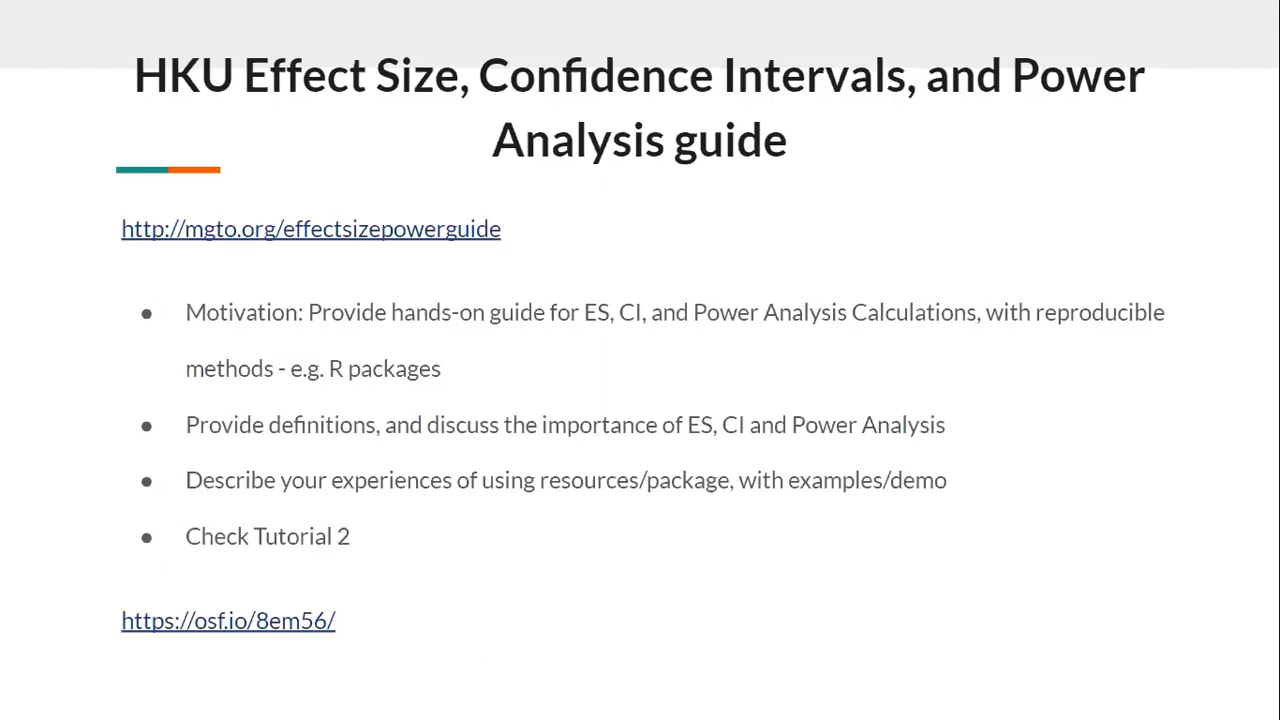 HKU Effect Size, Confidence Intervals, and Power
Analysis guide
http://mgto.org/effectsizepowerguide
● Motivation: Provide hands-on guide for ES, CI, and Power Analysis Calculations, with reproducible
methods - e.g. R packages
● Provide definitions, and discuss the importance of ES, CI and Power Analysis
● Describe your experiences of using resources/package, with examples/demo
● Check Tutorial 2
https://osf.io/8em56/